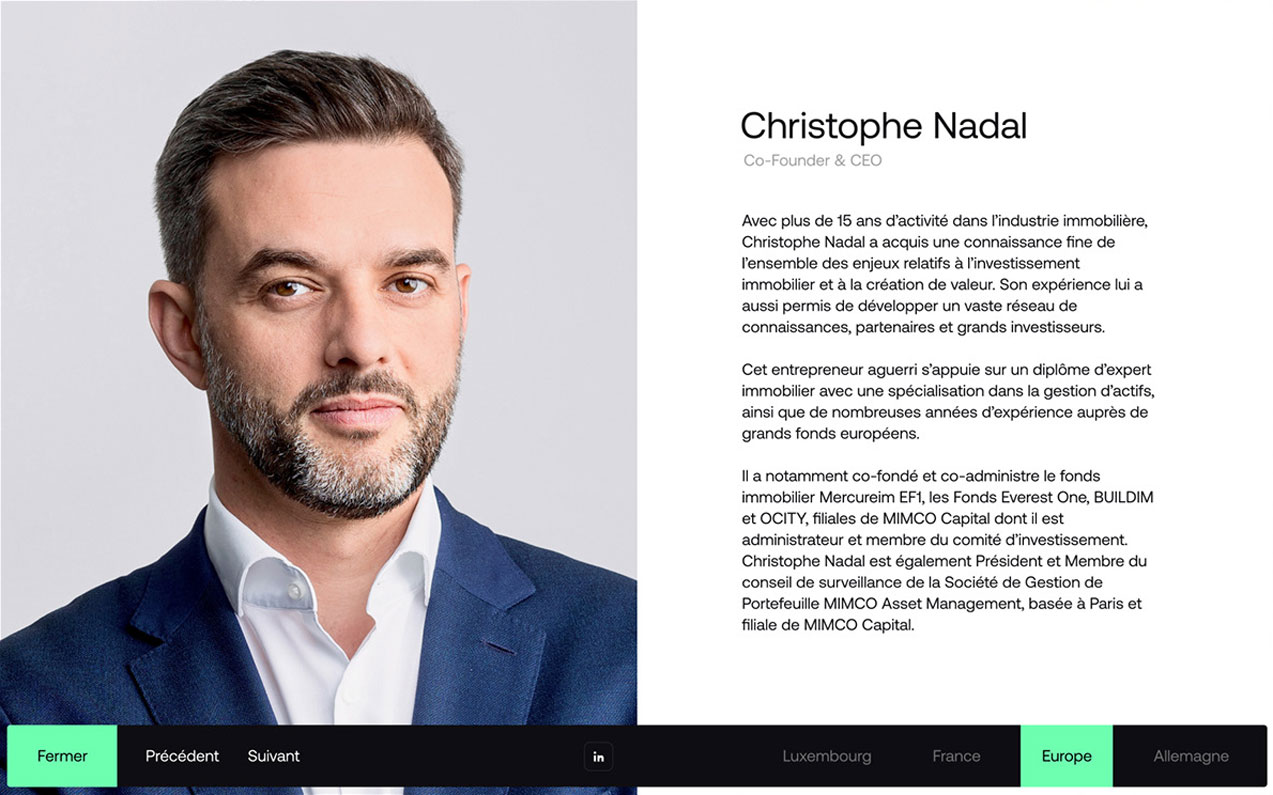 Christophe Nadal
Co-Founder & CEO
Avec plus de 15 ans d’activité dans l’industrie immobilière,
Christophe Nadal a acquis une connaissance fine de
l’ensemble des enjeux relatifs à l’investissement
immobilier et à la création de valeur. Son expérience lui a
aussi permis de développer un vaste réseau de
connaissances, partenaires et grands investisseurs.
Cet entrepreneur aguerri s’appuie sur un diplôme d’expert
immobilier avec une spécialisation dans la gestion d’actifs,
ainsi que de nombreuses années d’expérience auprès de
grands fonds européens.
Il a notamment co-fondé et co-administre le fonds
immobilier Mercureim EF1, les Fonds Everest One, BUILDIM
et OCITY, filiales de MIMCO Capital dont il est
administrateur et membre du comité d’investissement.
Christophe Nadal est également Président et Membre du
conseil de surveillance de la Société de Gestion de
Portefeuille MIMCO Asset Management, basée à Paris et
filiale de MIMCO Capital.
Fermer Précédent Suivant in Luxembourg France Europe Allemagne